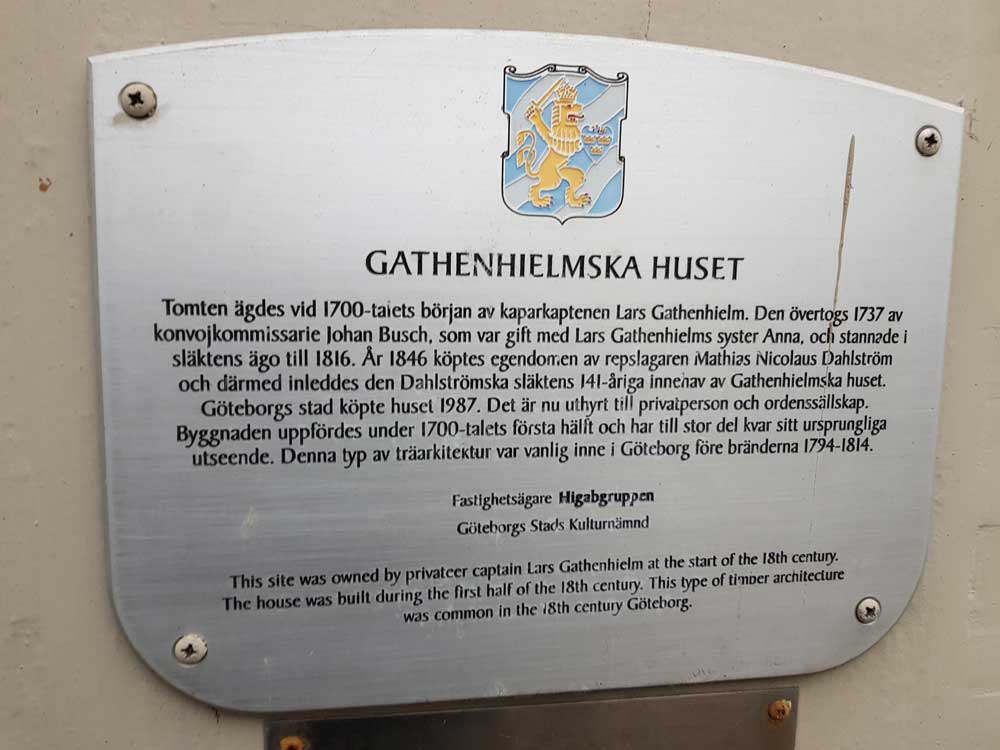 GATHENHIELMSKA HUSET
Tomten ägdes vid 1700-talets början av kaparkaptenen Lars Gathenhielm. Den övertogs 1737 av
konvojkommissarie Johan Busch, som var gift med Lars Gathenhielms syster Anna, och stannade i
släktens ägo till 1816. År 1846 köptes egendomen av repslagaren Mathias Nicolaus Dahlström
och därmed inleddes den Dahlströmska släktens 141-åriga innehav av Gathenhielmska huset.
Göteborgs stad köpte huset 1987. Det är nu uthyrt till privatperson och ordenssällskap.
Byggnaden uppfördes under 1700-talets första hälft och har till stor del kvar sitt ursprungliga
utseende. Denna typ av träarkitektur var vanlig inne i Göteborg före bränderna 1794-1814.
Fastighetsägare Higabgruppen
Göteborgs Stads Kulturnämnd
This site was owned by privateer captain Lars Gathenhielm at the start of the 18th century.
The house was built during the first half of the 18th century. This type of timber architecture
was common in the 18th century Göteborg.